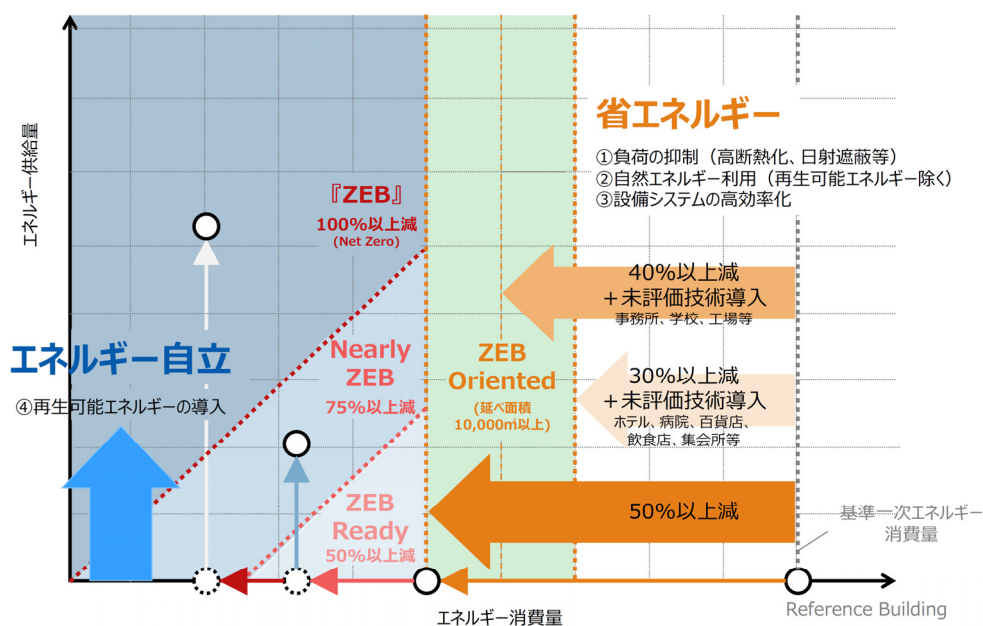 エネルギー供給量
省エネルギー
①負荷の抑制（高断熱化、日射遮蔽等）
②自然エネルギー利用（再生可能エネルギー除く）
③設備システムの高効率化
『ZEB』
100%以上減
(Net Zero)
40%以上減
＋未評価技術導入
事務所、学校、工場等
エネルギー自立
④再生可能エネルギーの導入
Nearly
ZEB
75%以上減
ZEB
Oriented
(延べ面積
10,000㎡以上)
30%以上減
＋未評価技術導入
ホテル、病院、百貨店、
飲食店、集会所等
ZEB
Ready
50%以上減
50%以上減
基準一次エネルギー
消費量
エネルギー消費量
Reference Building